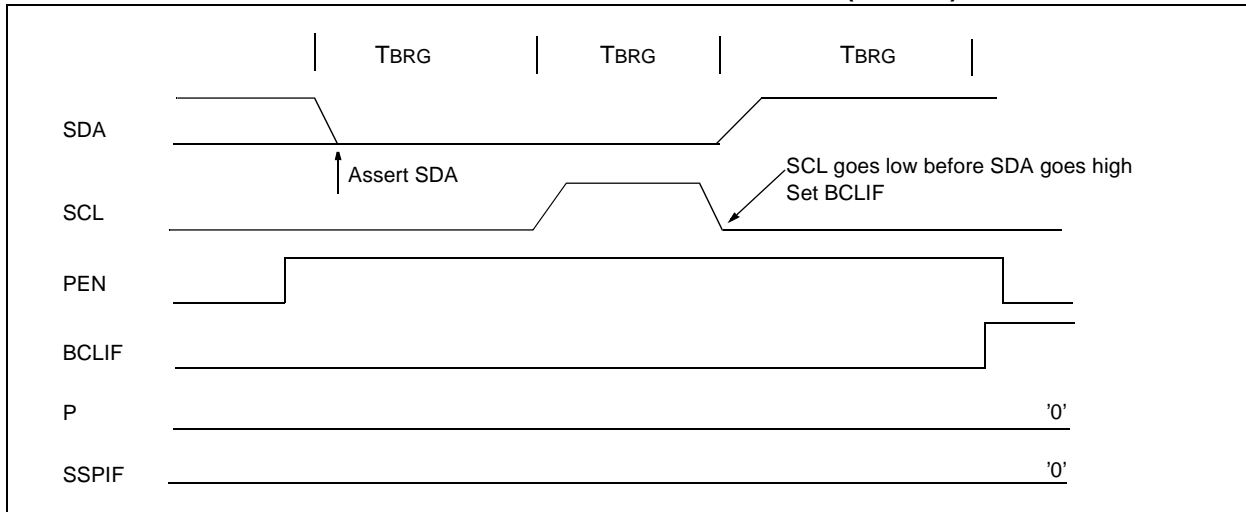 TBRG TBRG TBRG
SDA
Assert SDA
SCL goes low before SDA goes high
Set BCLIF
SCL
PEN
BCLIF
P '0'
SSPIF '0'